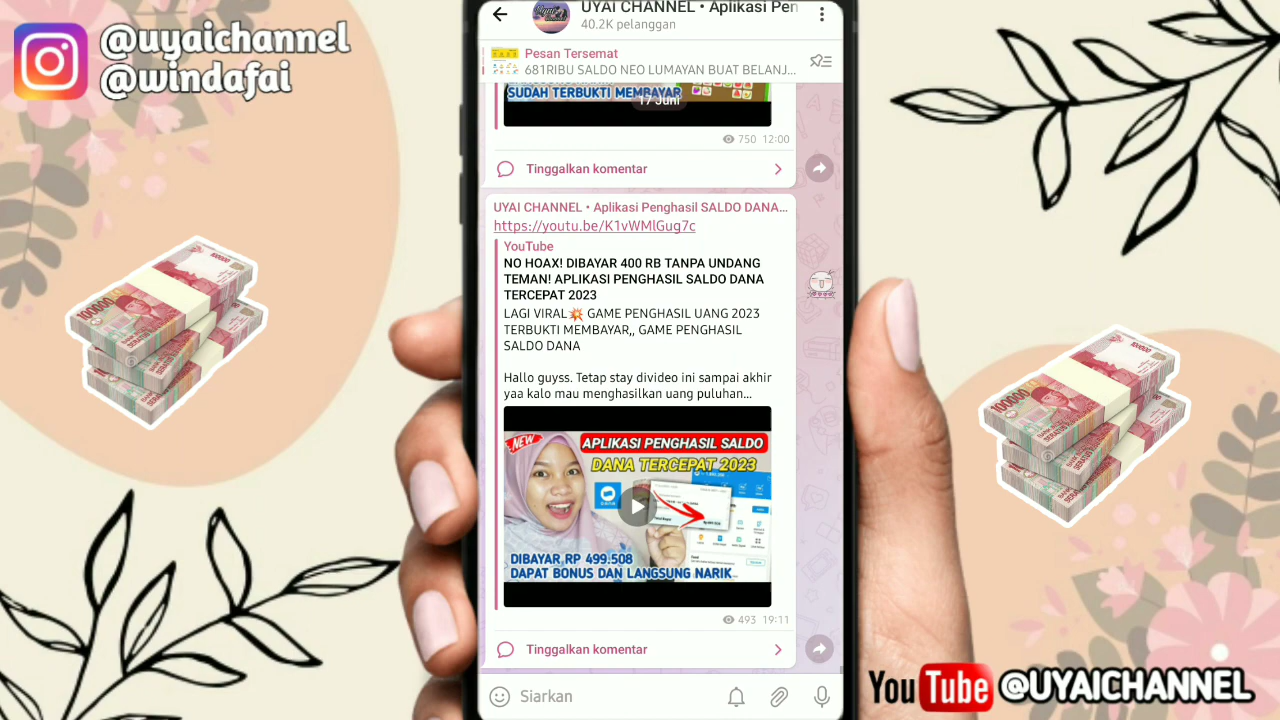 @uyaichannel
@windafai
UYAI CHANNEL • Aplikasi Pen
40.2K pelanggan
Pesan Tersemat
681RIBU SALDO NEO LUMAYAN BUAT BELANJ...
SUDAH TERBUKTI MEMBAYAR
17 Juni
750 12:00
Tinggalkan komentar
UYAI CHANNEL • Aplikasi Penghasil SALDO DANA...
https://youtu.be/K1vWMlGug7c
YouTube
NO HOAX! DIBAYAR 400 RB TANPA UNDANG
TEMAN! APLIKASI PENGHASIL SALDO DANA
TERCEPAT 2023
LAGI VIRAL💥 GAME PENGHASIL UANG 2023
TERBUKTI MEMBAYAR,, GAME PENGHASIL
SALDO DANA
Hallo guyss. Tetap stay divideo ini sampai akhir
yaa kalo mau menghasilkan uang puluhan...
NEW
APLIKASI PENGHASIL SALDO
DANA TERCEPAT 2023
DIBAYAR RP 499.508
DAPAT BONUS DAN LANGSUNG NARIK
493 19:11
Tinggalkan komentar
Siarkan
100000
100000
100000
100000
YouTube @UYAICHANNEL